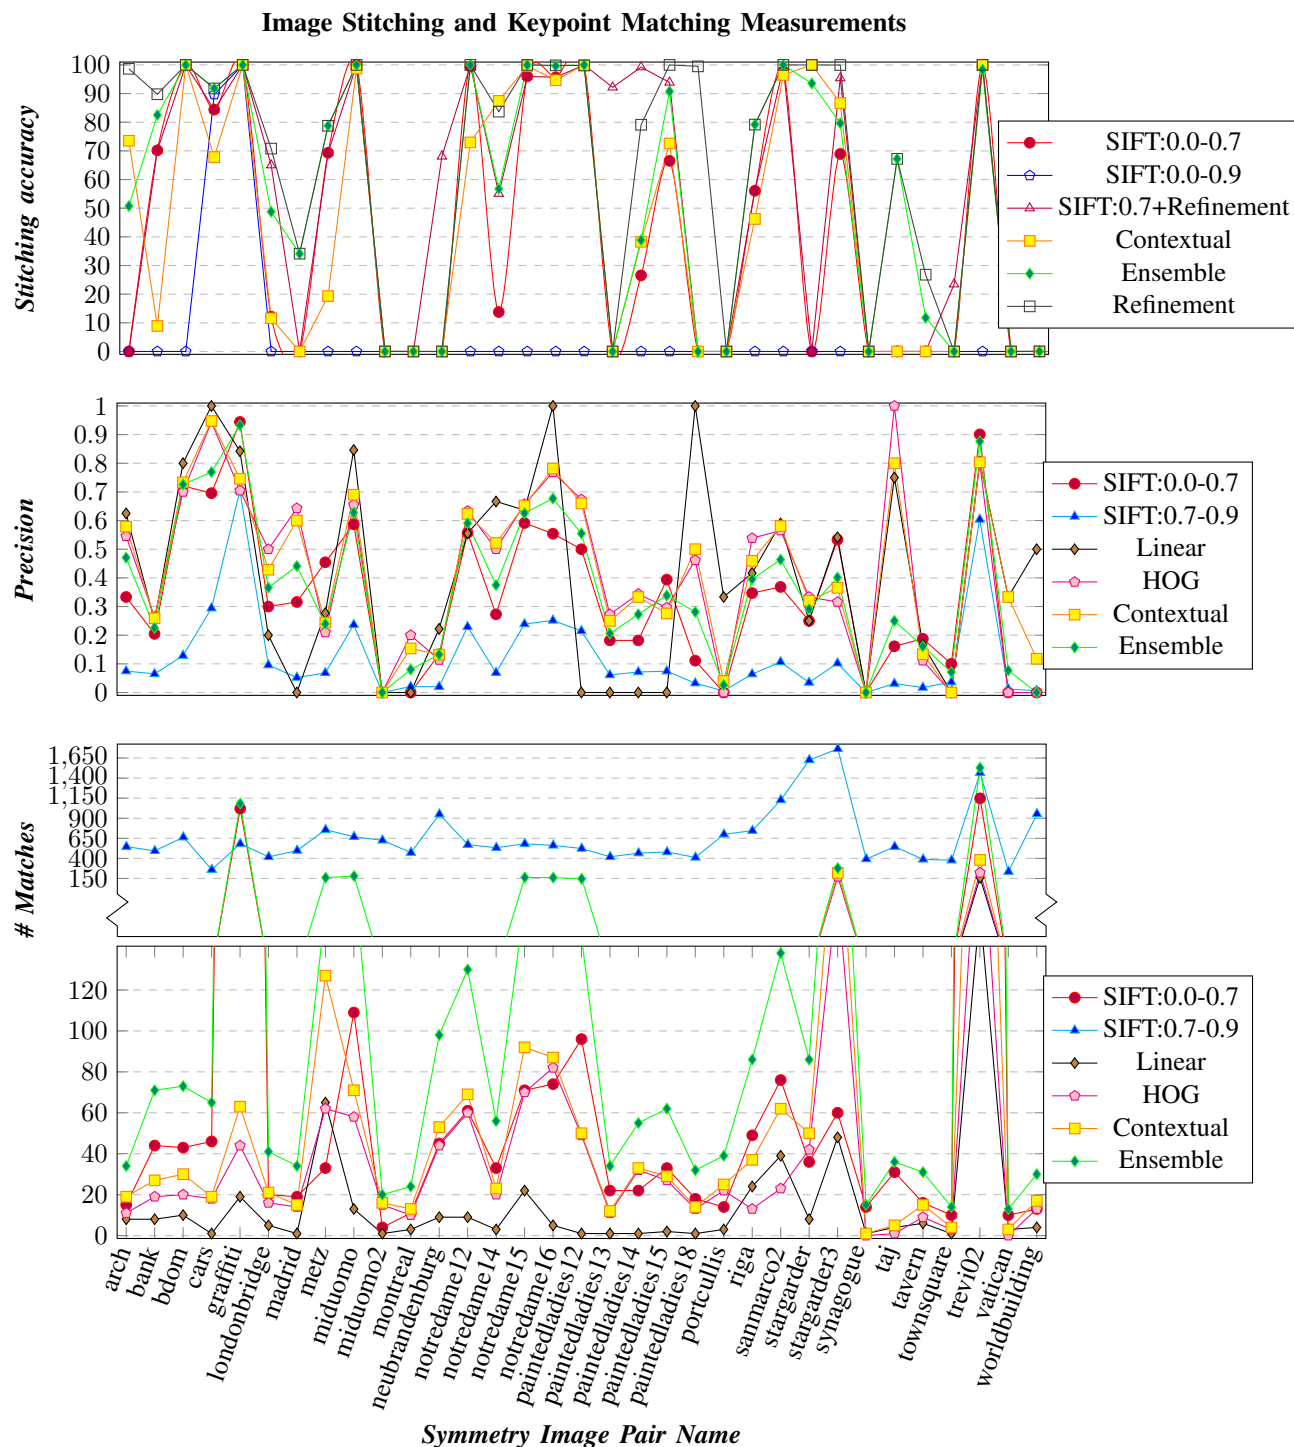 Image Stitching and Keypoint Matching Measurements
Stitching accuracy
100
90
80
70
60
50
40
30
20
10
0
SIFT:0.0-0.7
SIFT:0.0-0.9
SIFT:0.7+Refinement
Contextual
Ensemble
Refinement
Precision
1
0.9
0.8
0.7
0.6
0.5
0.4
0.3
0.2
0.1
0
SIFT:0.0-0.7
SIFT:0.7-0.9
Linear
HOG
Contextual
Ensemble
# Matches
1,650
1,400
1,150
900
650
400
150
120
100
80
60
40
20
0
SIFT:0.0-0.7
SIFT:0.7-0.9
Linear
HOG
Contextual
Ensemble
arch
bank
bdom
cars
graffiti
londonbridge
madrid
metz
miduomo
miduomo2
montreal
neubrandenburg
notredame12
notredame14
notredame15
notredame16
paintedladies12
paintedladies13
paintedladies14
paintedladies15
paintedladies18
portcullis
riga
sanmarco2
stargarder
stargarder3
synagogue
taj
tavern
townsquare
trevi02
vatican
worldbuilding
Symmetry Image Pair Name